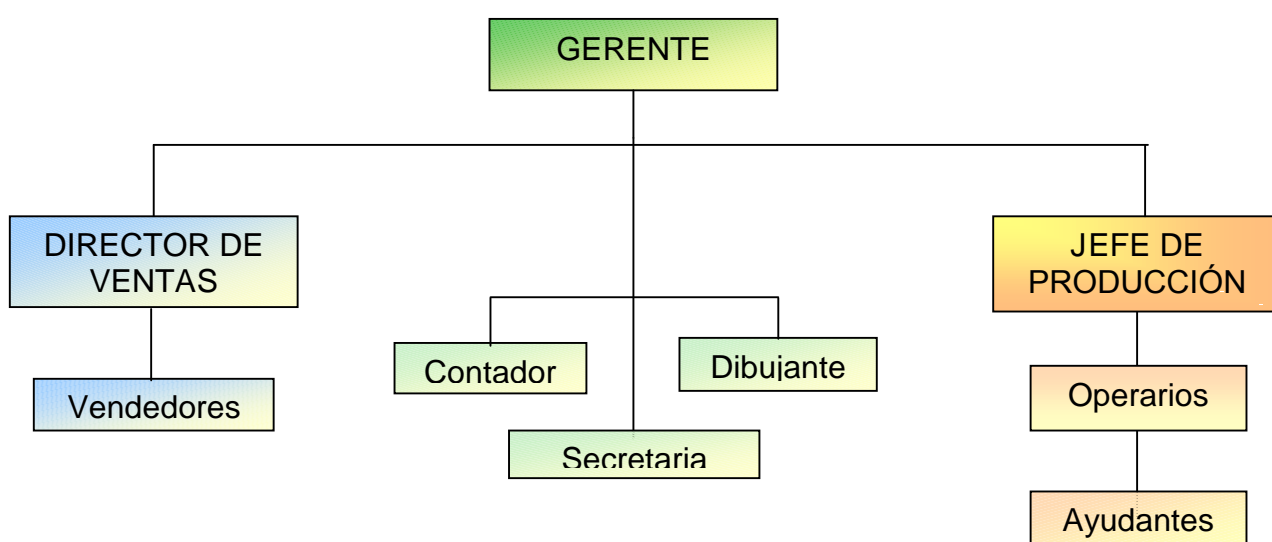 GERENTE
DIRECTOR DE
VENTAS
JEFE DE
PRODUCCIÓN
Contador
Dibujante
Vendedores
Operarios
Secretaria
Ayudantes